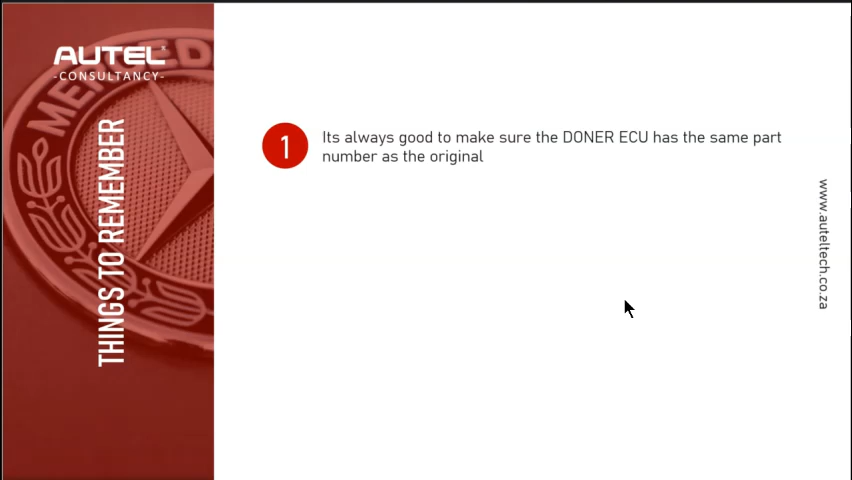 AUTEL
-CONSULTANCY-
MERCED
THINGS TO REMEMBER
1
Its always good to make sure the DONER ECU has the same part
number as the original
www.auteltech.co.za